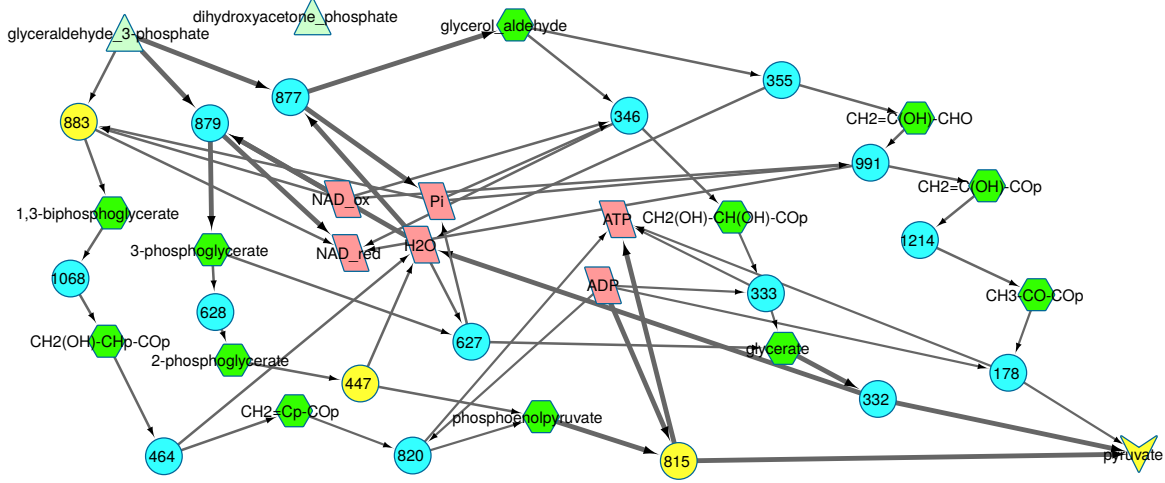 dihydroxyacetone_phosphate
glycerol_aldehyde
glyceraldehyde_3-phosphate
355
877
346
CH2=C(OH)-CHO
883
879
991
CH2=C(OH)-COp
NAD_ox
Pi
1,3-biphosphoglycerate
ATP
CH2(OH)-CH(OH)-COp
3-phosphoglycerate
NAD_red
H2O
1214
1068
ADP
333
CH3-CO-COp
628
CH2(OH)-CHp-COp
627
glycerate
2-phosphoglycerate
178
447
332
CH2=Cp-COp
phosphoenolpyruvate
464
820
815
pyruvate